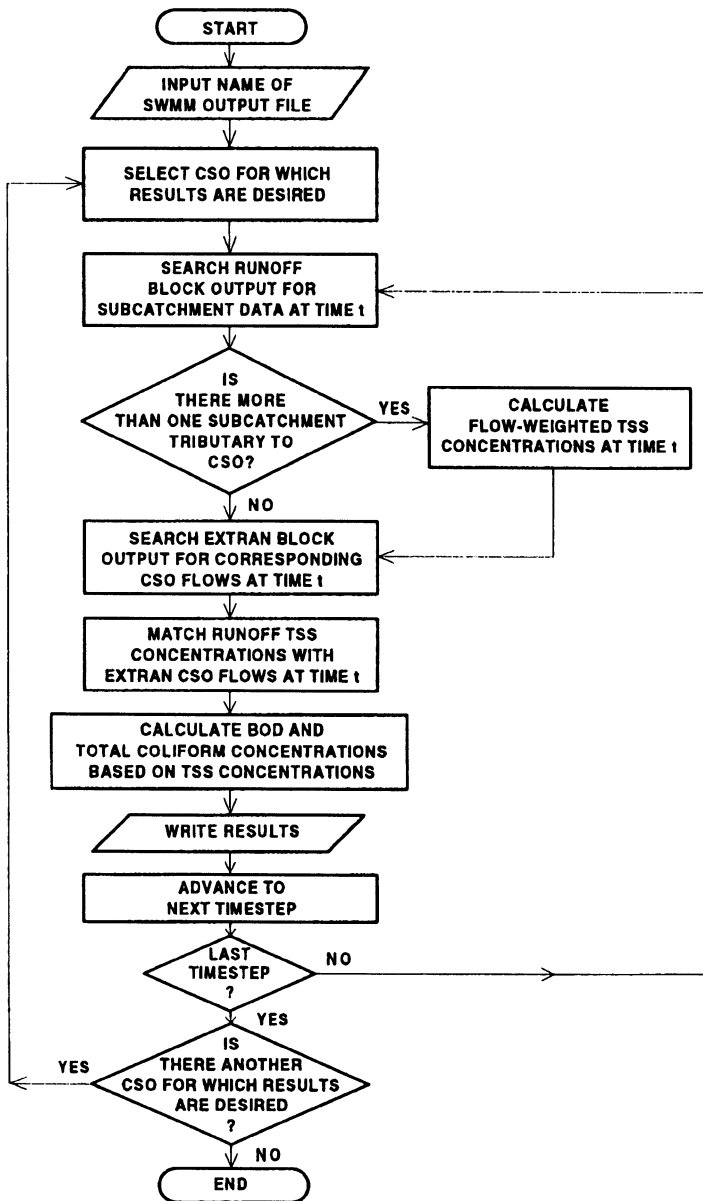 START
INPUT NAME OF
SWMM OUTPUT FILE
SELECT CSO FOR WHICH
RESULTS ARE DESIRED
SEARCH RUNOFF
BLOCK OUTPUT FOR
SUBCATCHMENT DATA AT TIME t
IS
THERE MORE
THAN ONE SUBCATCHMENT
TRIBUTARY TO
CSO?
YES
CALCULATE
FLOW-WEIGHTED TSS
CONCENTRATIONS AT TIME t
NO
SEARCH EXTRAN BLOCK
OUTPUT FOR CORRESPONDING
CSO FLOWS AT TIME t
MATCH RUNOFF TSS
CONCENTRATIONS WITH
EXTRAN CSO FLOWS AT TIME t
CALCULATE BOD AND
TOTAL COLIFORM CONCENTRATIONS
BASED ON TSS CONCENTRATIONS
WRITE RESULTS
ADVANCE TO
NEXT TIMESTEP
LAST
TIMESTEP
?
NO
YES
IS
THERE ANOTHER
CSO FOR WHICH RESULTS
ARE DESIRED
?
YES
NO
END